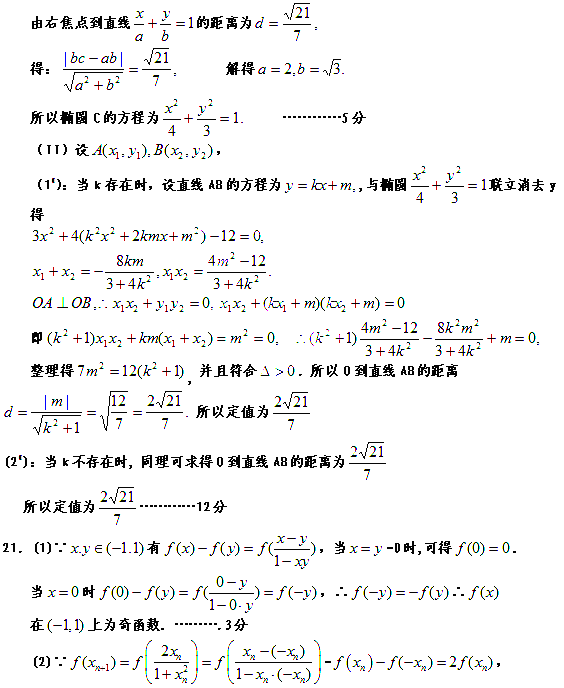 由右焦点到直线 x/a + y/b = 1的距离为 d = √21/7 ,
得: |bc − ab|/√(a² + b²) = √21/7 , 解得 a = 2, b = √3.
所以椭圆 C 的方程为 x²/4 + y²/3 = 1. ------------5 分
(II) 设 A(x₁, y₁), B(x₂, y₂),
(1°): 当 k 存在时, 设直线 AB 的方程为 y = kx + m, , 与椭圆 x²/4 + y²/3 = 1 联立消去 y
得
3x² + 4(k²x² + 2kmx + m²) − 12 = 0,
x₁ + x₂ = − 8km/(3 + 4k²) , x₁x₂ = (4m² − 12)/(3 + 4k²) .
OA ⊥ OB, ∴ x₁x₂ + y₁y₂ = 0, x₁x₂ + (kx₁ + m)(kx₂ + m) = 0
即 (k² + 1)x₁x₂ + km(x₁ + x₂) = m² = 0, ∴ (k² + 1) (4m² − 12)/(3 + 4k²) − 8k²m²/(3 + 4k²) + m = 0,
整理得 7m² = 12(k² + 1) , 并且符合 Δ > 0 . 所以 O 到直线 AB 的距离
d = |m|/√(k² + 1) = √(12/7) = 2√21/7 . 所以定值为 2√21/7
(2°): 当 k 不存在时, 同理可求得 O 到直线 AB 的距离为 2√21/7
所以定值为 2√21/7 ------------12 分
21. (1) ∵ x.y ∈ (−1.1) 有 f(x) − f(y) = f((x − y)/(1 − xy)) , 当 x = y -0 时, 可得 f(0) = 0 .
当 x = 0 时 f(0) − f(y) = f((0 − y)/(1 − 0·y)) = f(−y) , ∴ f(−y) = −f(y) ∴ f(x)
在 (−1,1) 上为奇函数. ---------.3 分
(2) ∵ f(xₙ₋₁) = f(2xₙ/(1 + xₙ²)) = f((xₙ − (−xₙ))/(1 − xₙ·(−xₙ))) - f(xₙ) − f(−xₙ) = 2f(xₙ) ,